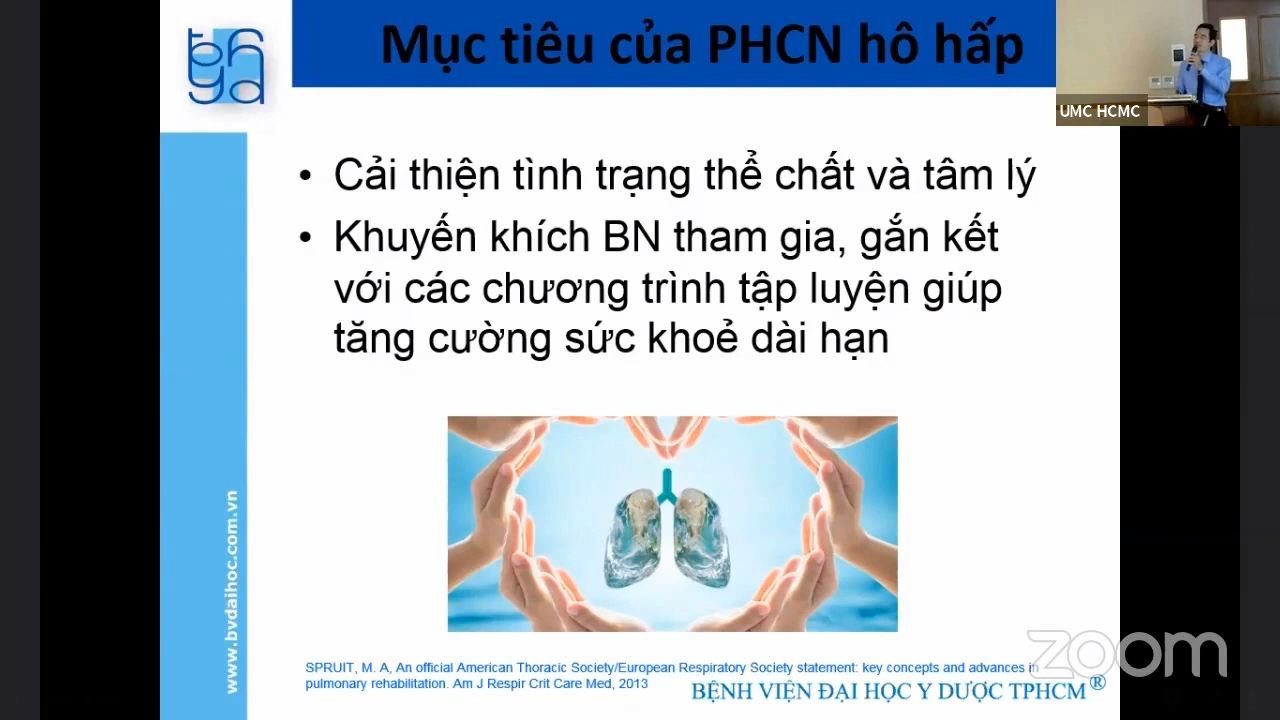 Mục tiêu của PHCN hô hấp
UMC HCMC
• Cải thiện tình trạng thể chất và tâm lý
• Khuyến khích BN tham gia, gắn kết
với các chương trình tập luyện giúp
tăng cường sức khoẻ dài hạn
www.bvdaihoc.com.vn
SPRUIT, M. A, An official American Thoracic Society/European Respiratory Society statement: key concepts and advances in
pulmonary rehabilitation. Am J Respir Crit Care Med, 2013
BỆNH VIỆN ĐẠI HỌC Y DƯỢC TPHCM®
zoom